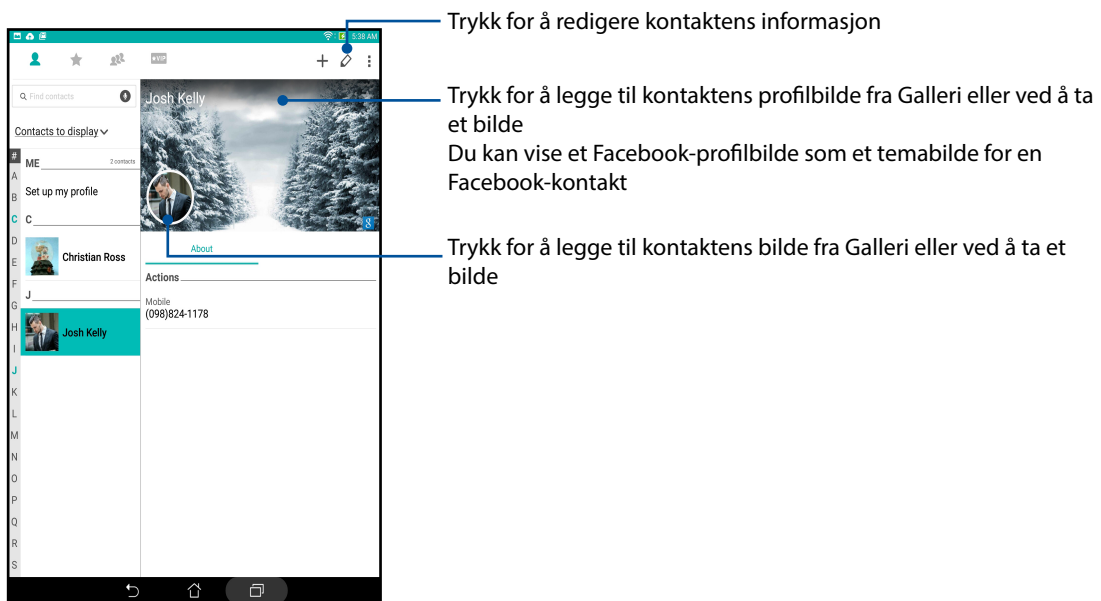 5:38 AM
Trykk for å redigere kontaktens informasjon
VIP
Find contacts
Josh Kelly
Trykk for å legge til kontaktens profilbilde fra Galleri eller ved å ta
et bilde
Du kan vise et Facebook-profilbilde som et temabilde for en
Facebook-kontakt
Contacts to display
#
ME
2 contacts
A
Set up my profile
B
C
C
8
Trykk for å legge til kontaktens bilde fra Galleri eller ved å ta et
bilde
D
About
Christian Ross
E
Actions
F
J
Mobile
G
(098)824-1178
H
Josh Kelly
I
J
K
L
M
N
O
P
Q
R
S